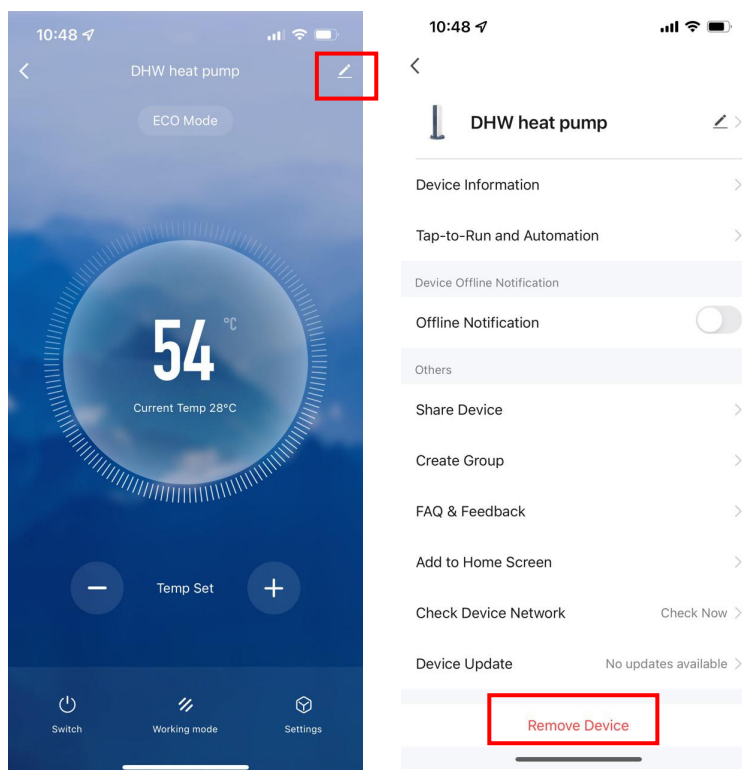 10:48
DHW heat pump
ECO Mode
54 °C
Current Temp 28°C
Temp Set
Switch
Working mode
Settings
10:48
DHW heat pump
Device Information
Tap-to-Run and Automation
Device Offline Notification
Offline Notification
Others
Share Device
Create Group
FAQ & Feedback
Add to Home Screen
Check Device Network Check Now
Device Update No updates available
Remove Device